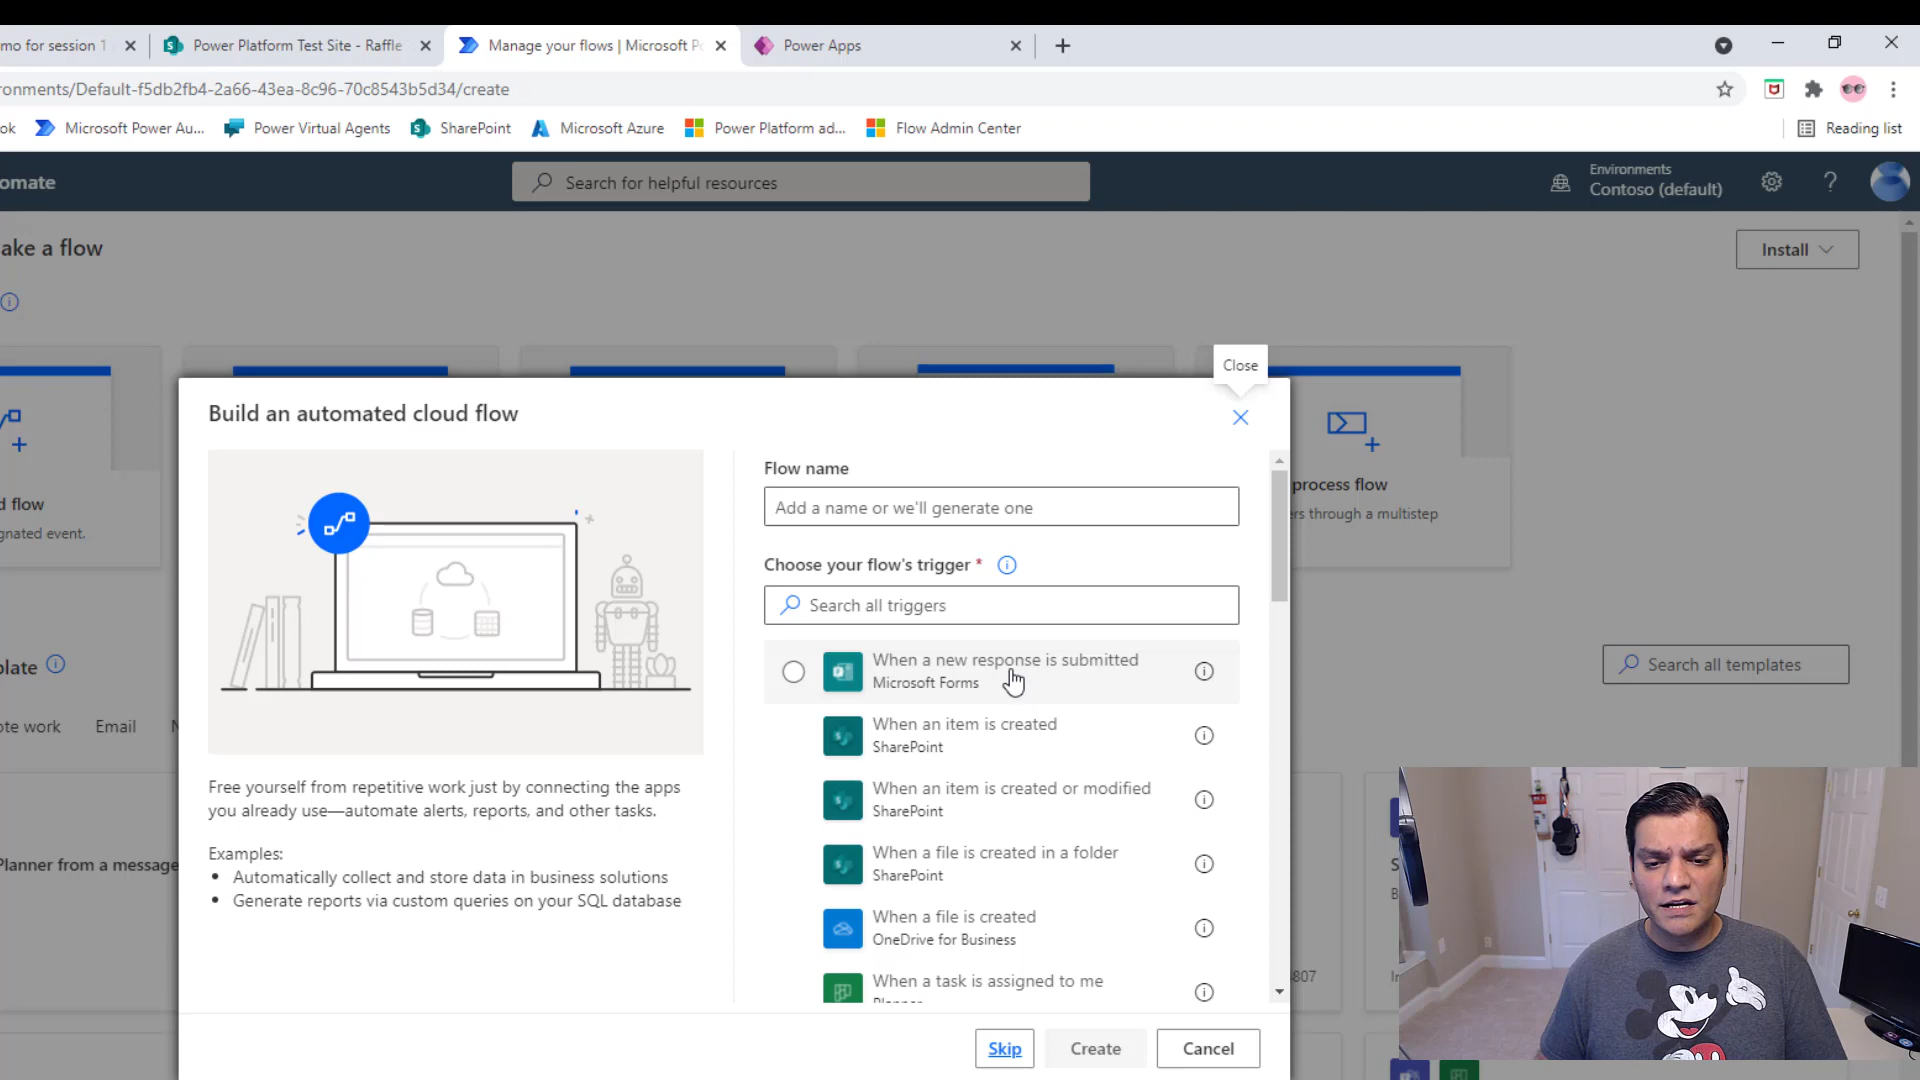 mo for session 1
Power Platform Test Site - Raffle
Manage your flows | Microsoft Po
Power Apps
ronments/Default-f5db2fb4-2a66-43ea-8c96-70c8543b5d34/create
ok
Microsoft Power Au...
Power Virtual Agents
SharePoint
Microsoft Azure
Power Platform ad...
Flow Admin Center
Reading list
omate
Search for helpful resources
Environments
Contoso (default)
ake a flow
Install
Close
Build an automated cloud flow
Flow name
Add a name or we'll generate one
Choose your flow's trigger *
Search all triggers
When a new response is submitted
Microsoft Forms
When an item is created
SharePoint
When an item is created or modified
SharePoint
When a file is created in a folder
SharePoint
When a file is created
OneDrive for Business
When a task is assigned to me
Planner
Free yourself from repetitive work just by connecting the apps
you already use—automate alerts, reports, and other tasks.
Examples:
• Automatically collect and store data in business solutions
• Generate reports via custom queries on your SQL database
Skip
Create
Cancel
d flow
gnated event.
process flow
ers through a multistep
plate
Search all templates
ote work
Email
N
Planner from a message
807